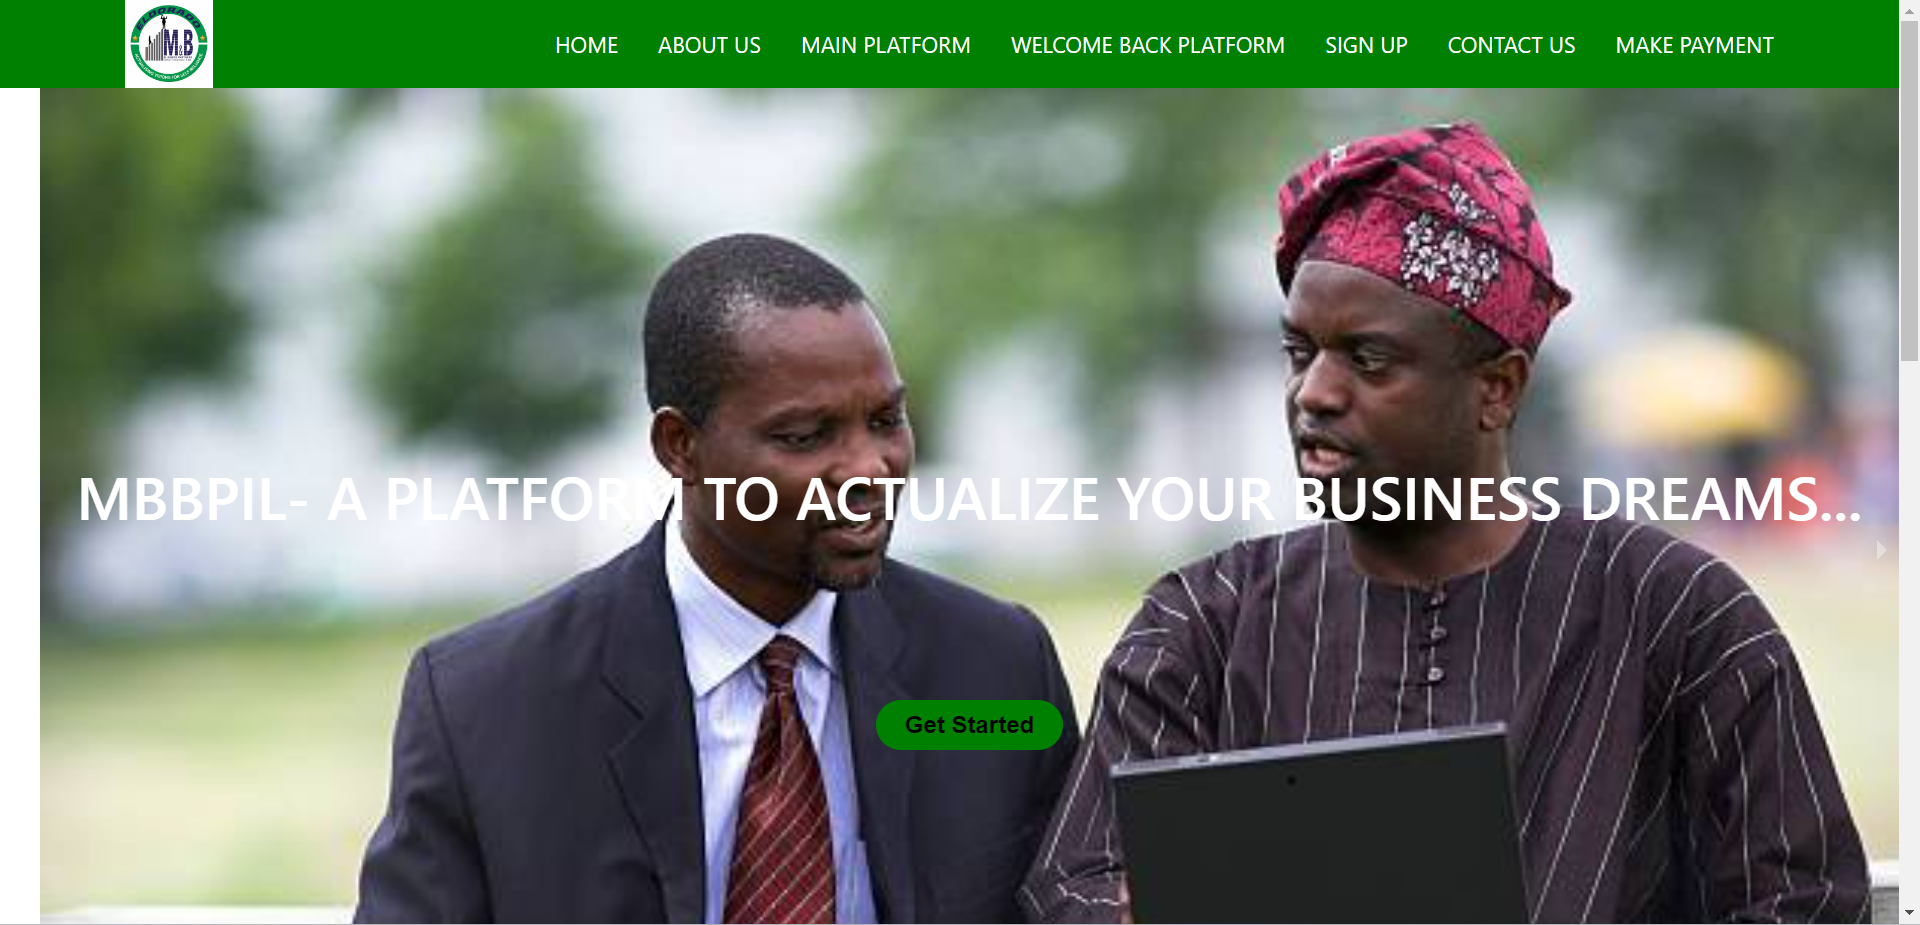 ELDORADO
M&B
HOME
ABOUT US
MAIN PLATFORM
WELCOME BACK PLATFORM
SIGN UP
CONTACT US
MAKE PAYMENT
MBBPIL- A PLATFORM TO ACTUALIZE YOUR BUSINESS DREAMS...
Get Started